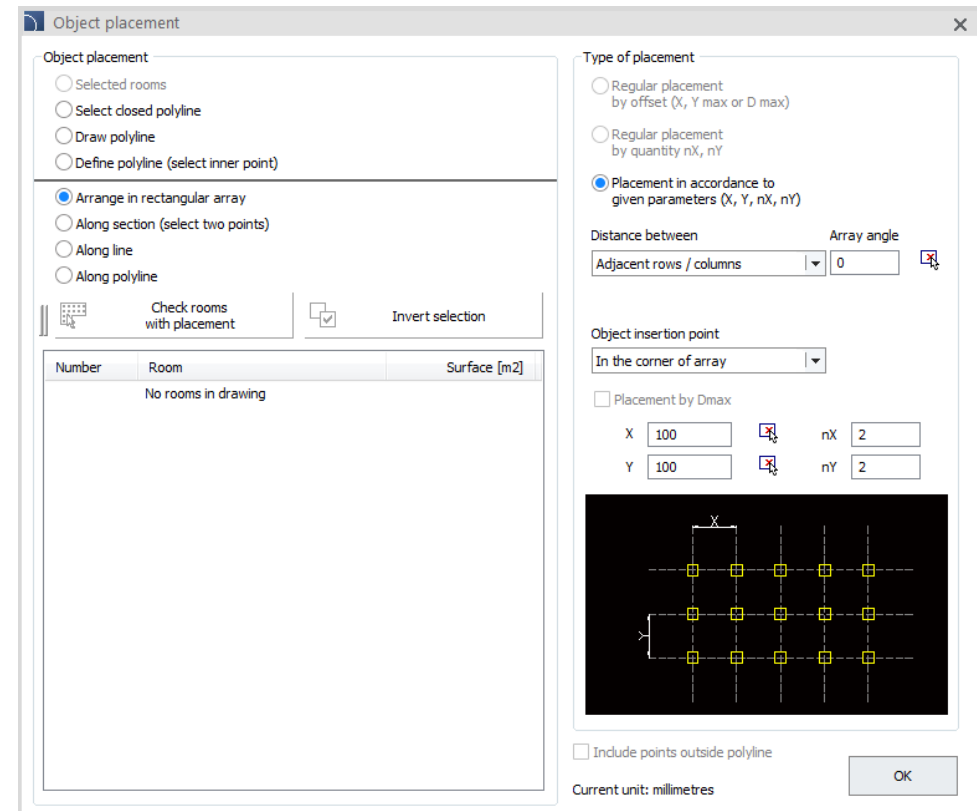 Object placement
Object placement
Selected rooms
Select closed polyline
Draw polyline
Define polyline (select inner point)
Arrange in rectangular array
Along section (select two points)
Along line
Along polyline
Check rooms
with placement
Invert selection
Number Room Surface [m2]
No rooms in drawing
Type of placement
Regular placement
by offset (X, Y max or D max)
Regular placement
by quantity nX, nY
Placement in accordance to
given parameters (X, Y, nX, nY)
Distance between Array angle
Adjacent rows / columns 0
Object insertion point
In the corner of array
Placement by Dmax
X 100 nX 2
Y 100 nY 2
X
Y
Include points outside polyline
Current unit: millimetres
OK